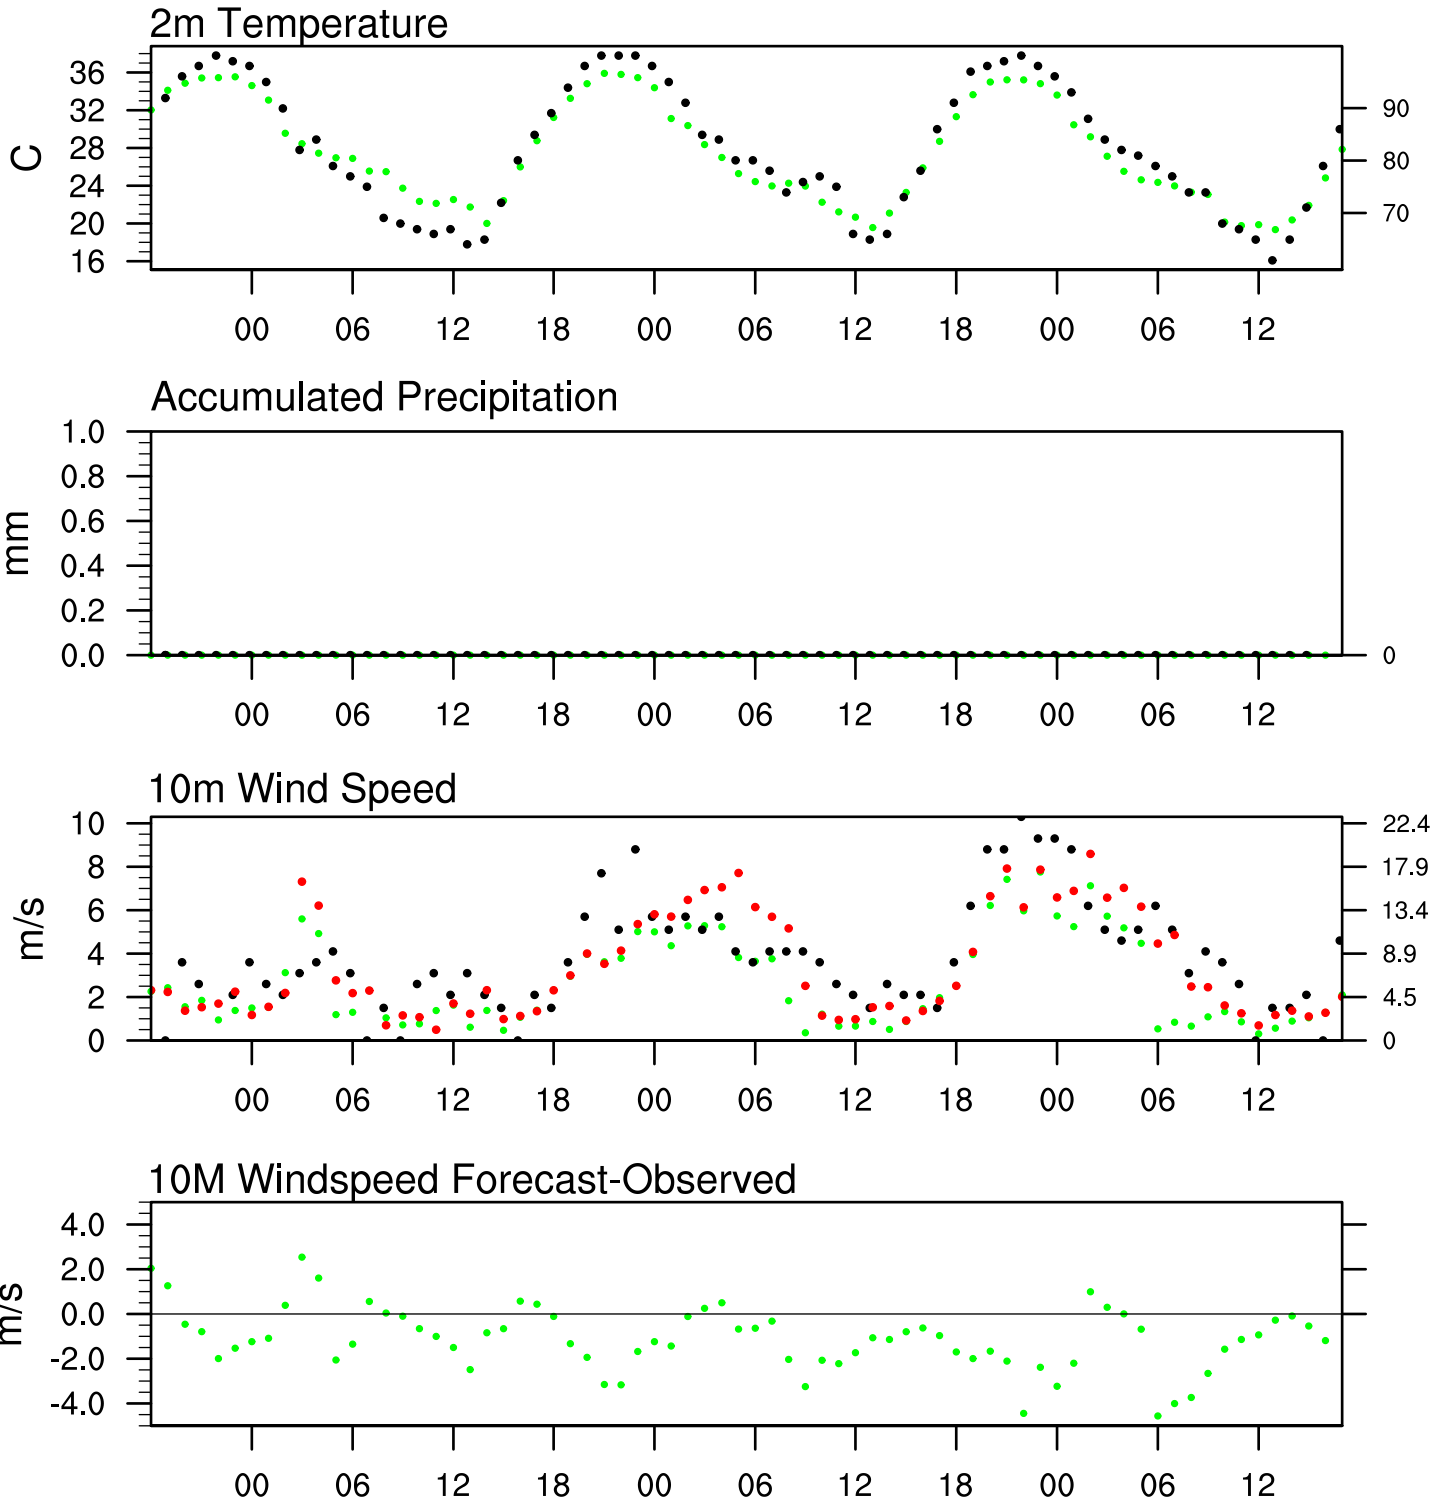 2m Temperature
36
32
28
24
20
16
C
90
80
70
00 06 12 18 00 06 12 18 00 06 12
Accumulated Precipitation
1.0
0.8
0.6
0.4
0.2
0.0
mm
0
00 06 12 18 00 06 12 18 00 06 12
10m Wind Speed
10
8
6
4
2
0
m/s
22.4
17.9
13.4
8.9
4.5
0
00 06 12 18 00 06 12 18 00 06 12
10M Windspeed Forecast-Observed
4.0
2.0
0.0
-2.0
-4.0
m/s
00 06 12 18 00 06 12 18 00 06 12